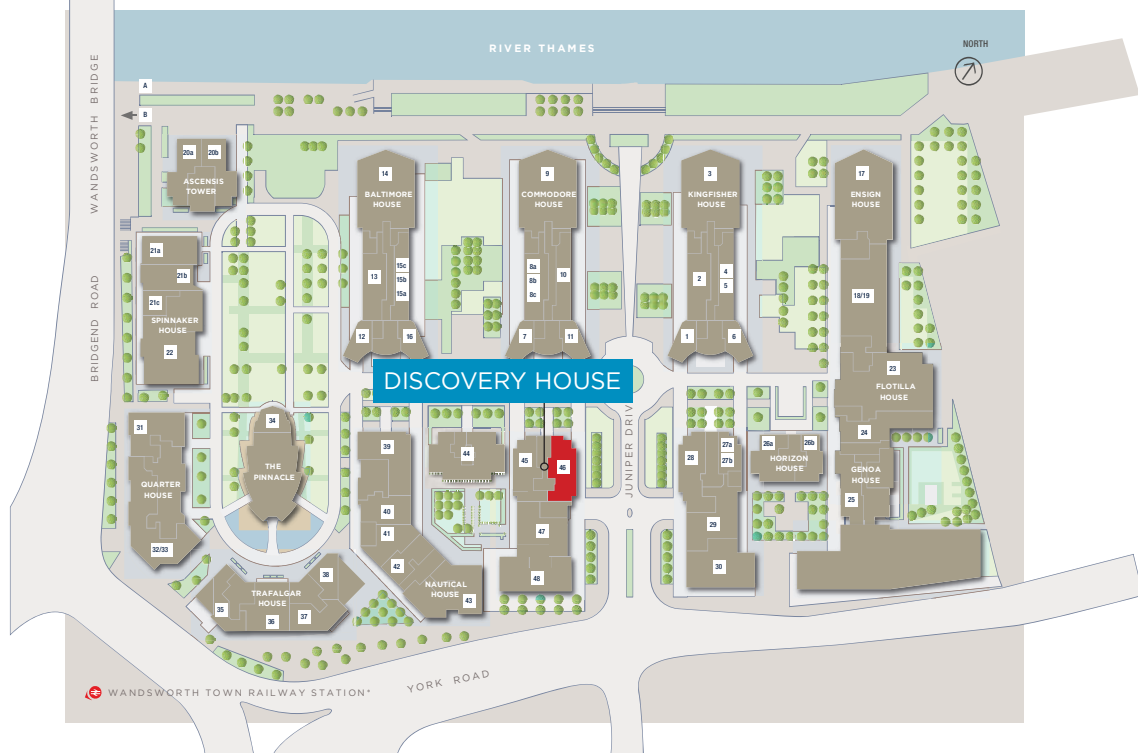 RIVER THAMES
NORTH
WANDSWORTH BRIDGE
BRIDGEND ROAD
A
B
20a
20b
ASCENSIS
TOWER
21a
21b
21c
SPINNAKER
HOUSE
22
14
BALTIMORE
HOUSE
13
15c
15b
15a
12
16
9
COMMODORE
HOUSE
8a
8b
8c
10
7
11
3
KINGFISHER
HOUSE
2
4
5
1
6
17
ENSIGN
HOUSE
18/19
23
FLOTILLA
HOUSE
24
GENOA
HOUSE
25
DISCOVERY HOUSE
31
QUARTER
HOUSE
32/33
34
THE
PINNACLE
39
40
41
42
NAUTICAL
HOUSE
43
44
45
46
47
48
JUNIPER DRIV
28
27a
27b
29
30
26a
26b
HORIZON
HOUSE
38
TRAFALGAR
HOUSE
35
36
37
WANDSWORTH TOWN RAILWAY STATION*
YORK ROAD